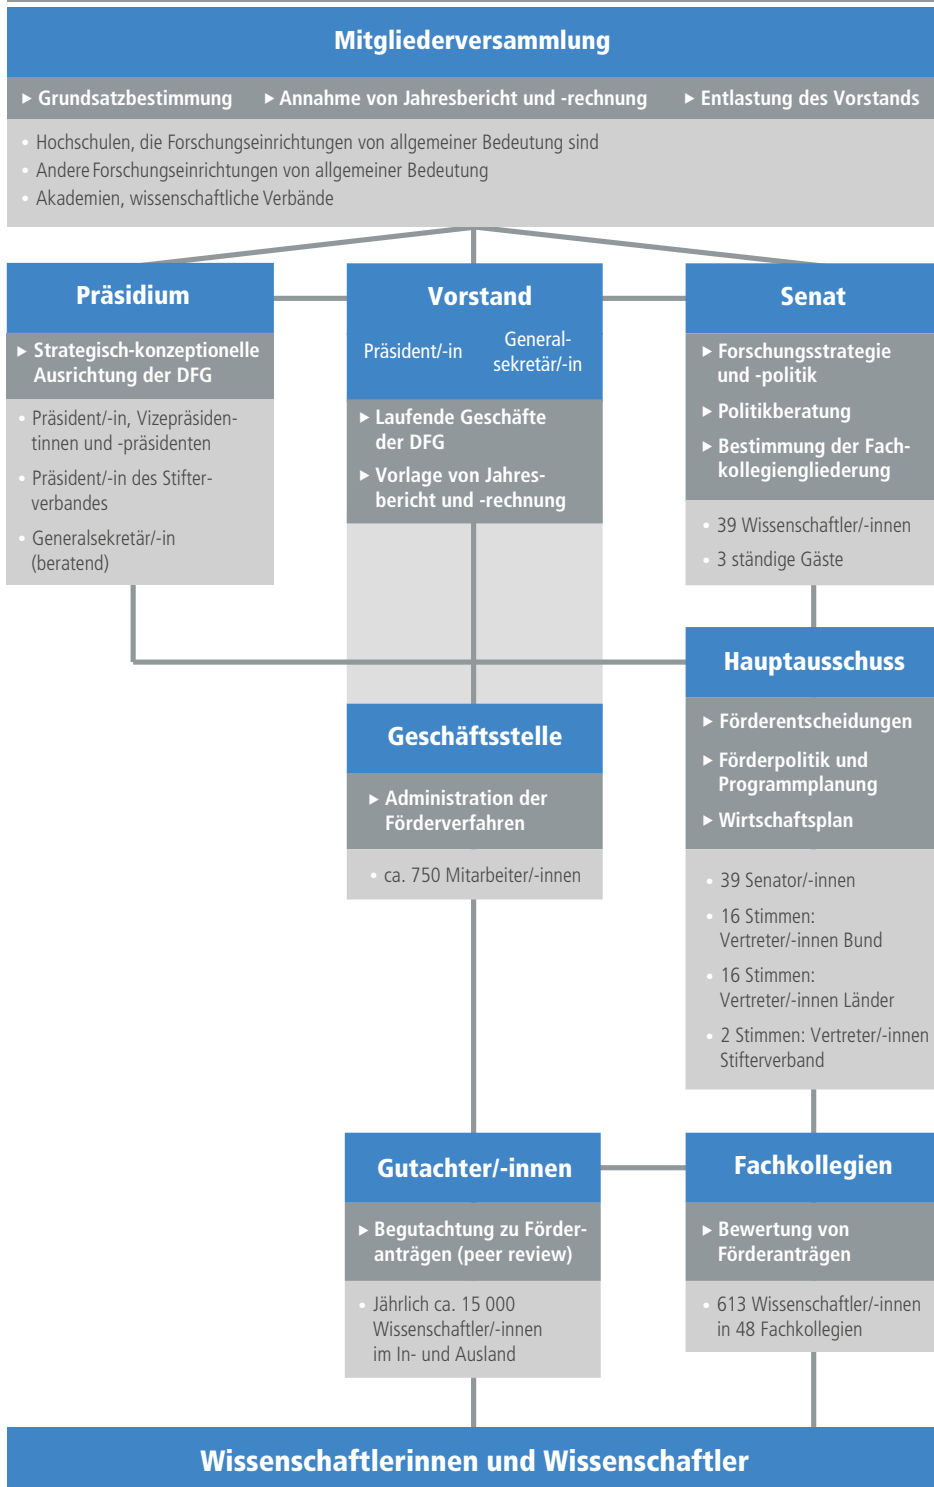 Mitgliederversammlung
▸ Grundsatzbestimmung ▸ Annahme von Jahresbericht und -rechnung ▸ Entlastung des Vorstands
• Hochschulen, die Forschungseinrichtungen von allgemeiner Bedeutung sind
• Andere Forschungseinrichtungen von allgemeiner Bedeutung
• Akademien, wissenschaftliche Verbände
Präsidium
▸ Strategisch-konzeptionelle
Ausrichtung der DFG
• Präsident/-in, Vizepräsiden-
tinnen und -präsidenten
• Präsident/-in des Stifter-
verbandes
• Generalsekretär/-in
(beratend)
Vorstand
Präsident/-in
General-
sekretär/-in
▸ Laufende Geschäfte
der DFG
▸ Vorlage von Jahres-
bericht und -rechnung
Senat
▸ Forschungsstrategie
und -politik
▸ Politikberatung
▸ Bestimmung der Fach-
kollegiengliederung
• 39 Wissenschaftler/-innen
• 3 ständige Gäste
Hauptausschuss
▸ Förderentscheidungen
▸ Förderpolitik und
Programmplanung
▸ Wirtschaftsplan
• 39 Senator/-innen
• 16 Stimmen:
Vertreter/-innen Bund
• 16 Stimmen:
Vertreter/-innen Länder
• 2 Stimmen: Vertreter/-innen
Stifterverband
Geschäftsstelle
▸ Administration der
Förderverfahren
• ca. 750 Mitarbeiter/-innen
Gutachter/-innen
▸ Begutachtung zu Förder-
anträgen (peer review)
• Jährlich ca. 15 000
Wissenschaftler/-innen
im In- und Ausland
Fachkollegien
▸ Bewertung von
Förderanträgen
• 613 Wissenschaftler/-innen
in 48 Fachkollegien
Wissenschaftlerinnen und Wissenschaftler